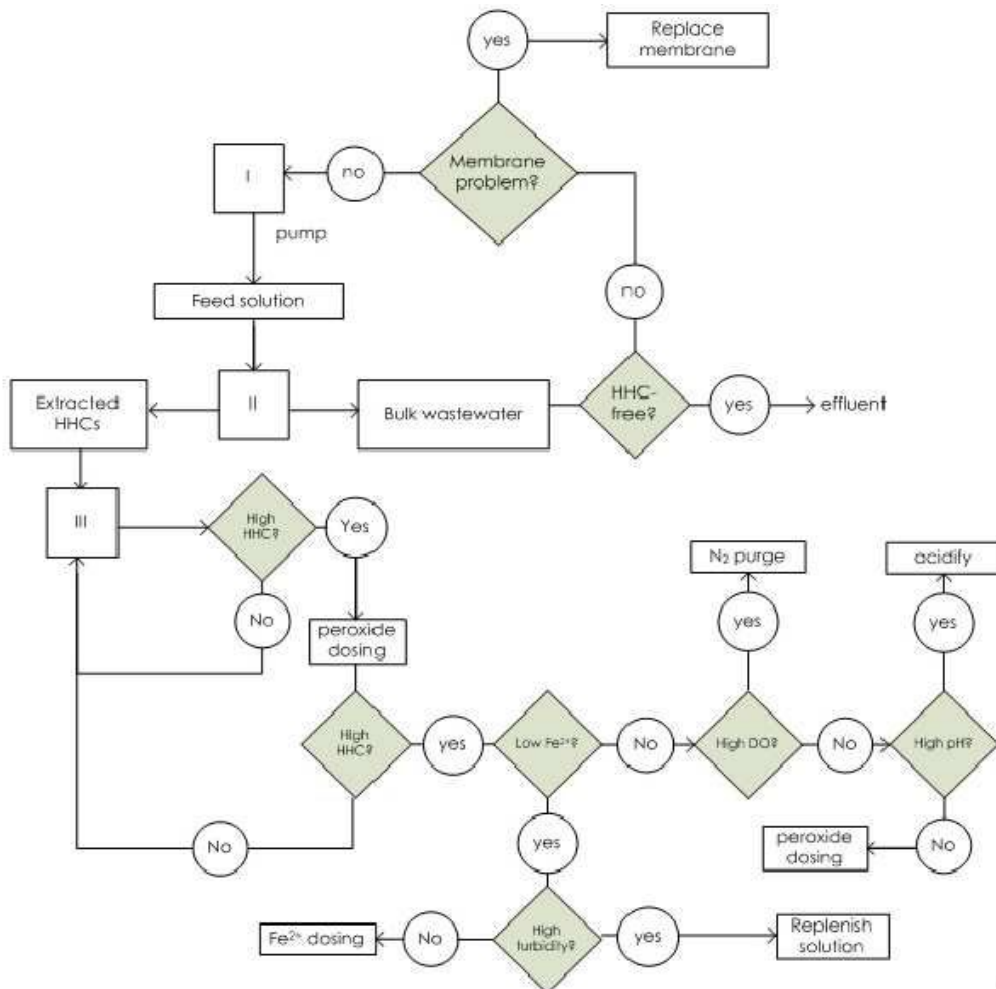 yes
Replace
membrane
Membrane
problem?
no
I
pump
Feed solution
no
Extracted
HHCs
II
Bulk wastewater
HHC-
free?
yes
effluent
III
High
HHC?
Yes
No
peroxide
dosing
N₂ purge
acidify
yes
yes
High
HHC?
yes
Low Fe²⁺?
No
High DO?
No
High pH?
No
yes
peroxide
dosing
No
Fe²⁺ dosing
No
High
turbidity?
yes
Replenish
solution